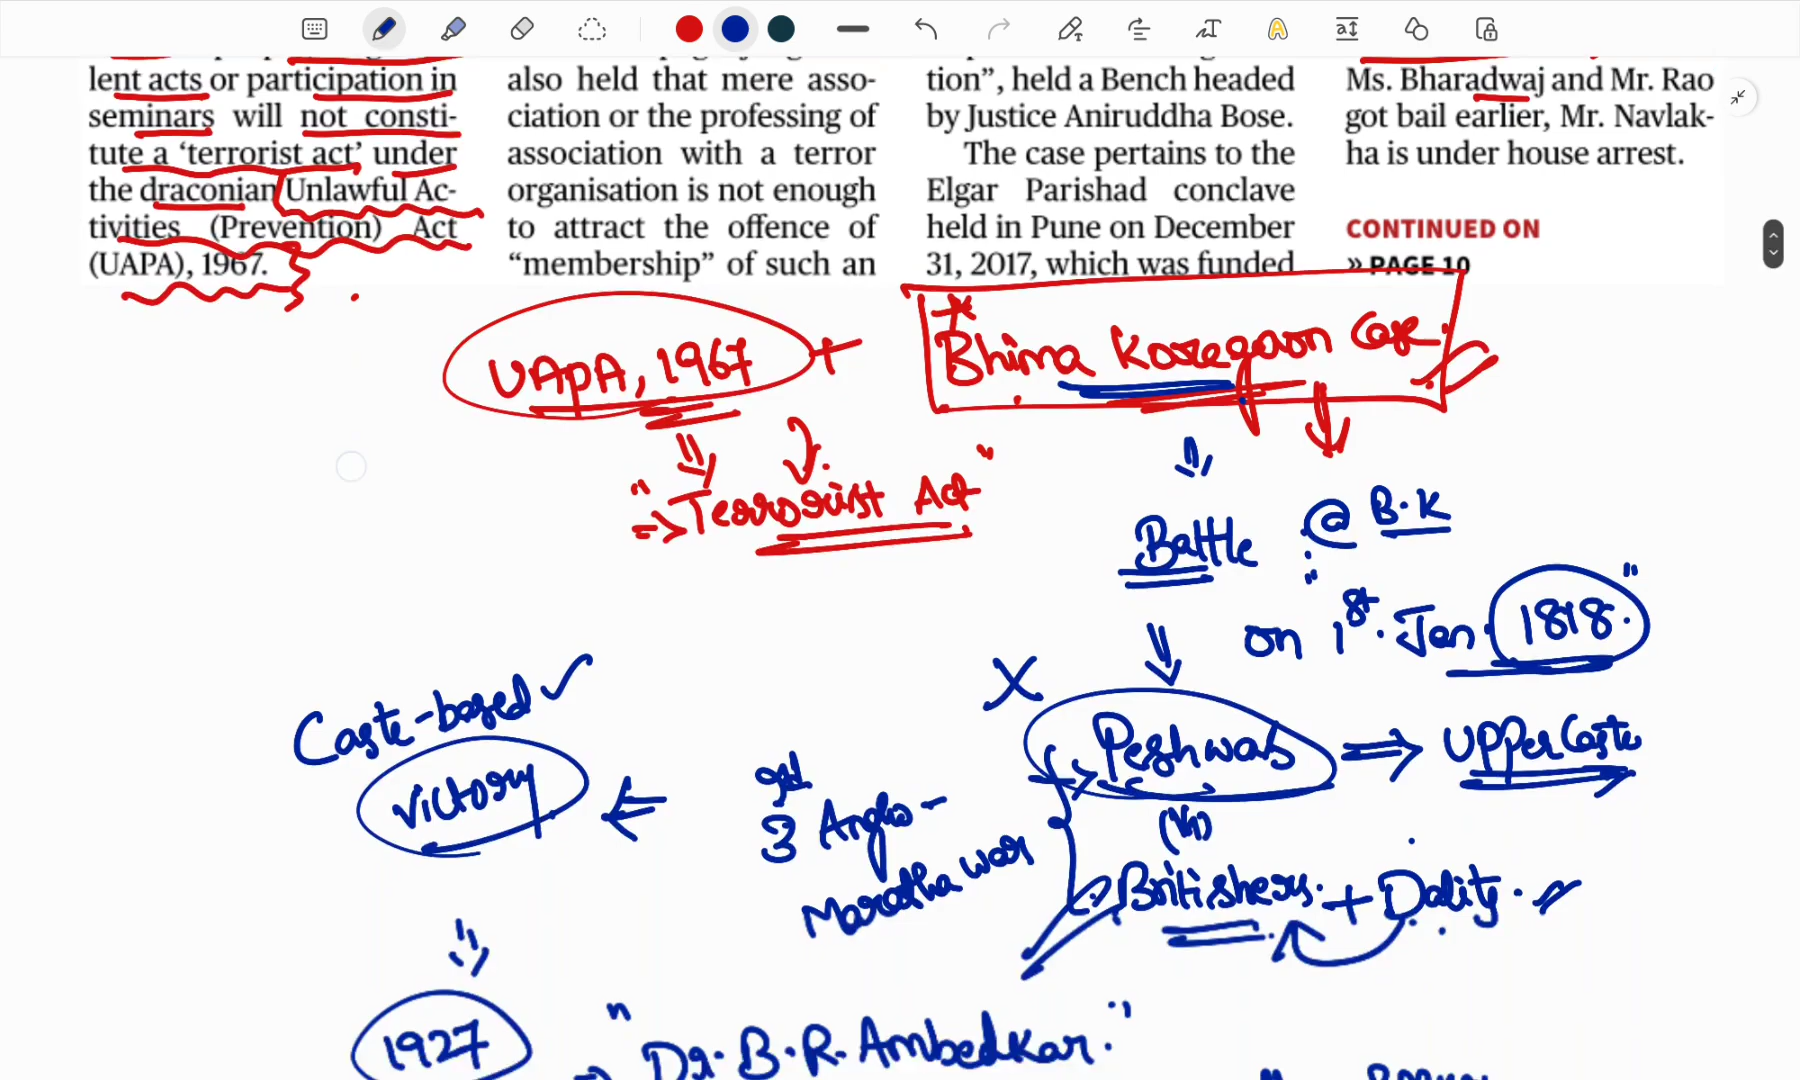 lent acts or participation in
seminars will not consti-
tute a 'terrorist act' under
the draconian Unlawful Ac-
tivities (Prevention) Act
(UAPA), 1967.
also held that mere asso-
ciation or the professing of
association with a terror
organisation is not enough
to attract the offence of
“membership” of such an
tion”, held a Bench headed
by Justice Aniruddha Bose.
The case pertains to the
Elgar Parishad conclave
held in Pune on December
31, 2017, which was funded
Ms. Bharadwaj and Mr. Rao
got bail earlier, Mr. Navlak-
ha is under house arrest.
CONTINUED ON
» PAGE 10
UAPA, 1967 + Bhima Koregaon Case
"Terrorist Act"
Battle @ B.K
on 1st Jan. "1818"
Caste-based
victory
Peshwas ⇒ Upper Caste
(Vs)
3rd Anglo-
Maratha war
Britishers + Dalits
1927
"Dr. B.R. Ambedkar."